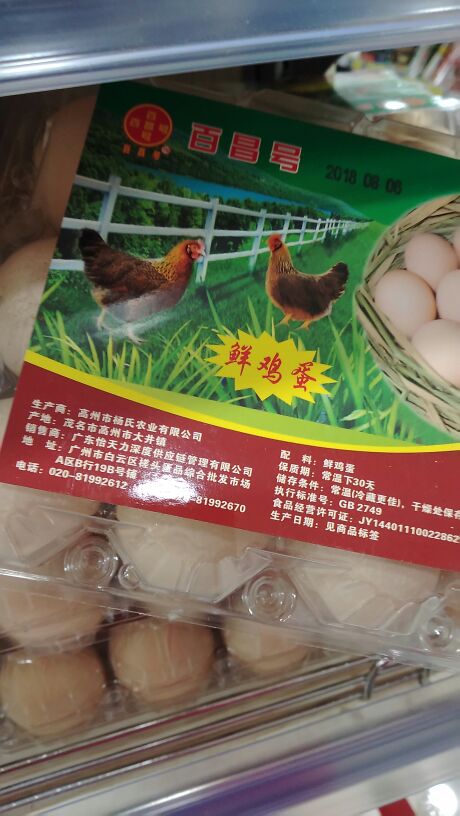 百昌号
2018 08 06
鲜鸡蛋
生产商：高州市杨氏农业有限公司
产地：茂名市高州市大井镇
销售商：广东怡天力深度供应链管理有限公司
地 址：广州市白云区槎头蛋品综合批发市场
A区B行19B号铺
电话：020-81992612 81992670
配 料：鲜鸡蛋
保质期：常温下30天
储存条件：常温(冷藏更佳)，干燥处保存
执行标准号：GB 2749
食品经营许可证：JY1440111002286
生产日期：见商品标签